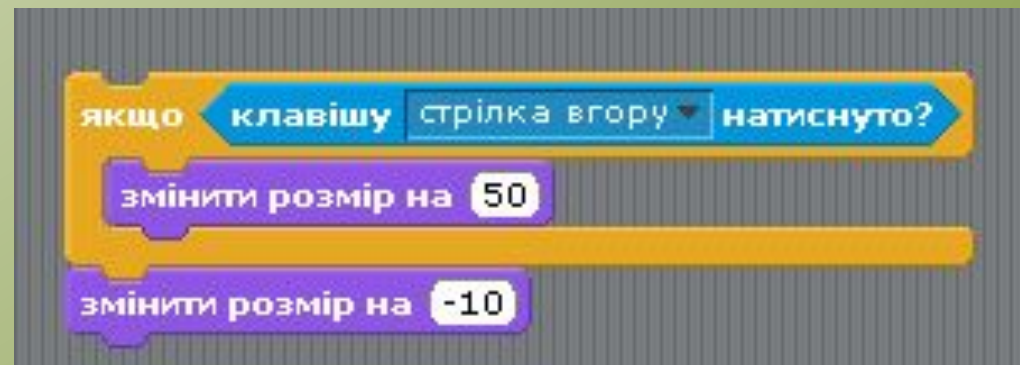 якщо клавішу стрілка вгору натиснуто?
змінити розмір на 50
змінити розмір на -10